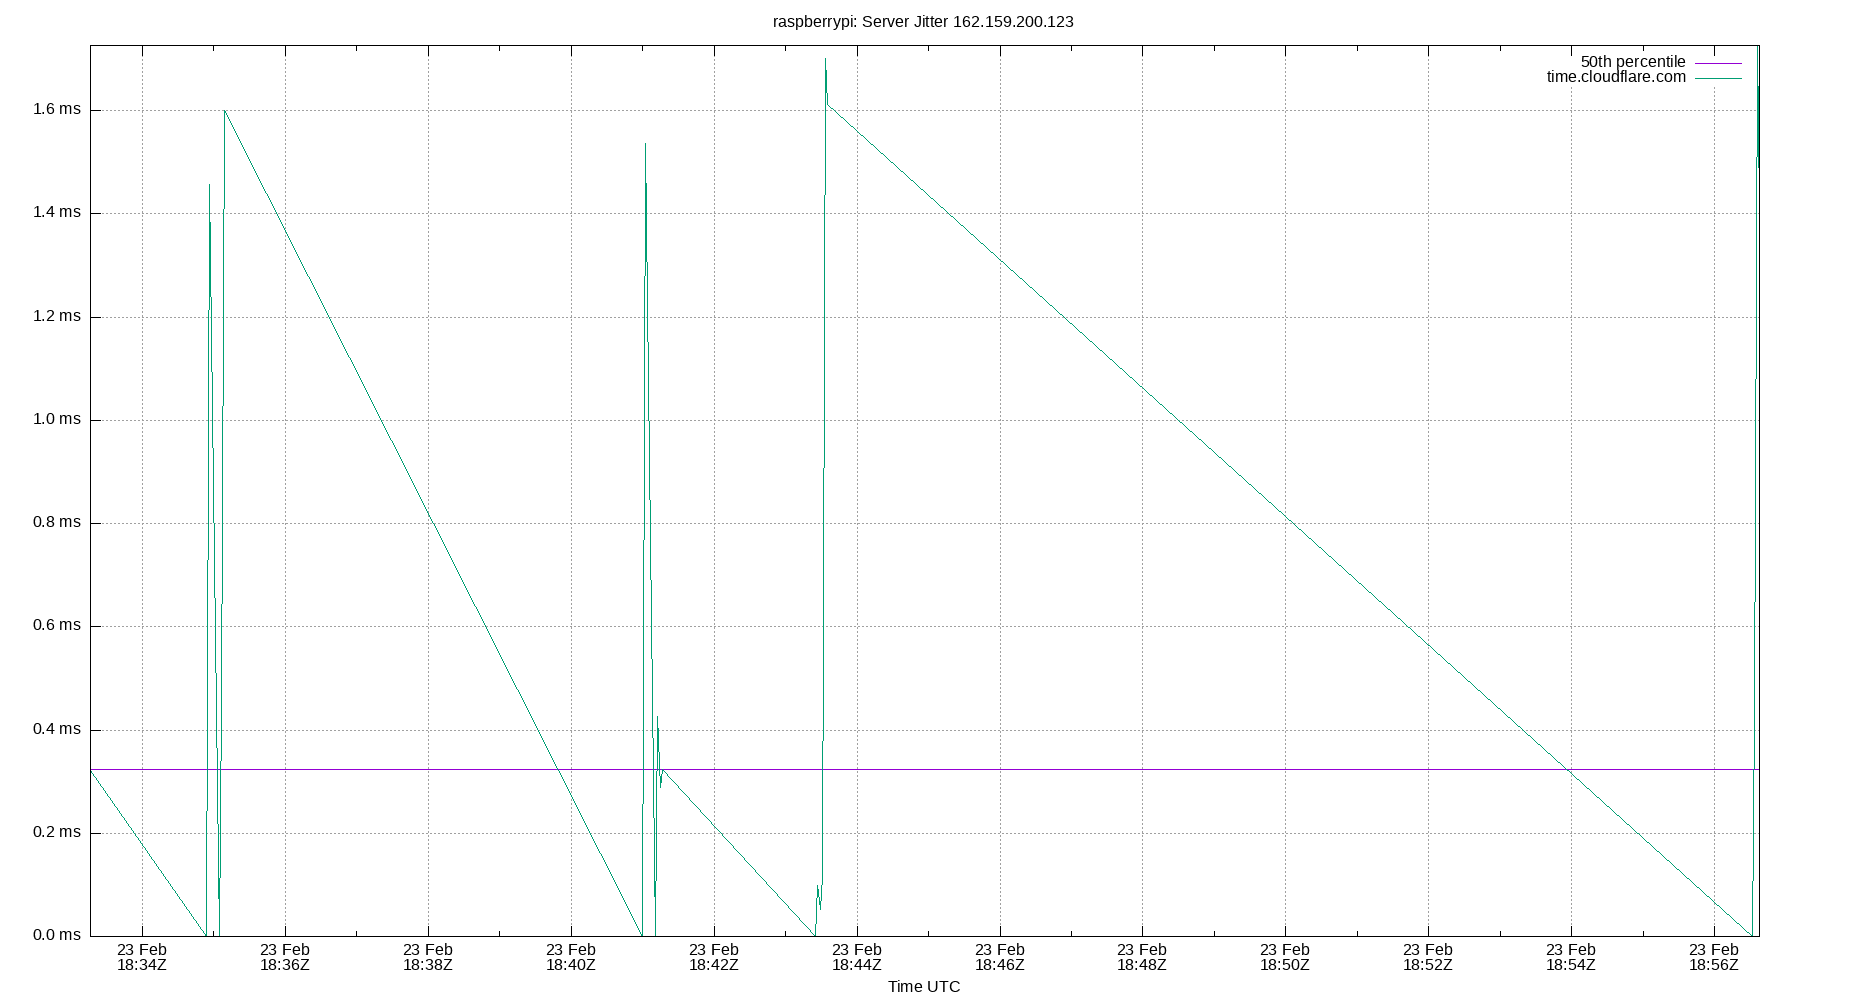 raspberrypi: Server Jitter 162.159.200.123
50th percentile
time.cloudflare.com
1.6 ms
1.4 ms
1.2 ms
1.0 ms
0.8 ms
0.6 ms
0.4 ms
0.2 ms
0.0 ms
23 Feb 23 Feb 23 Feb 23 Feb 23 Feb 23 Feb 23 Feb 23 Feb 23 Feb 23 Feb 23 Feb 23 Feb
18:34Z 18:36Z 18:38Z 18:40Z 18:42Z 18:44Z 18:46Z 18:48Z 18:50Z 18:52Z 18:54Z 18:56Z
Time UTC